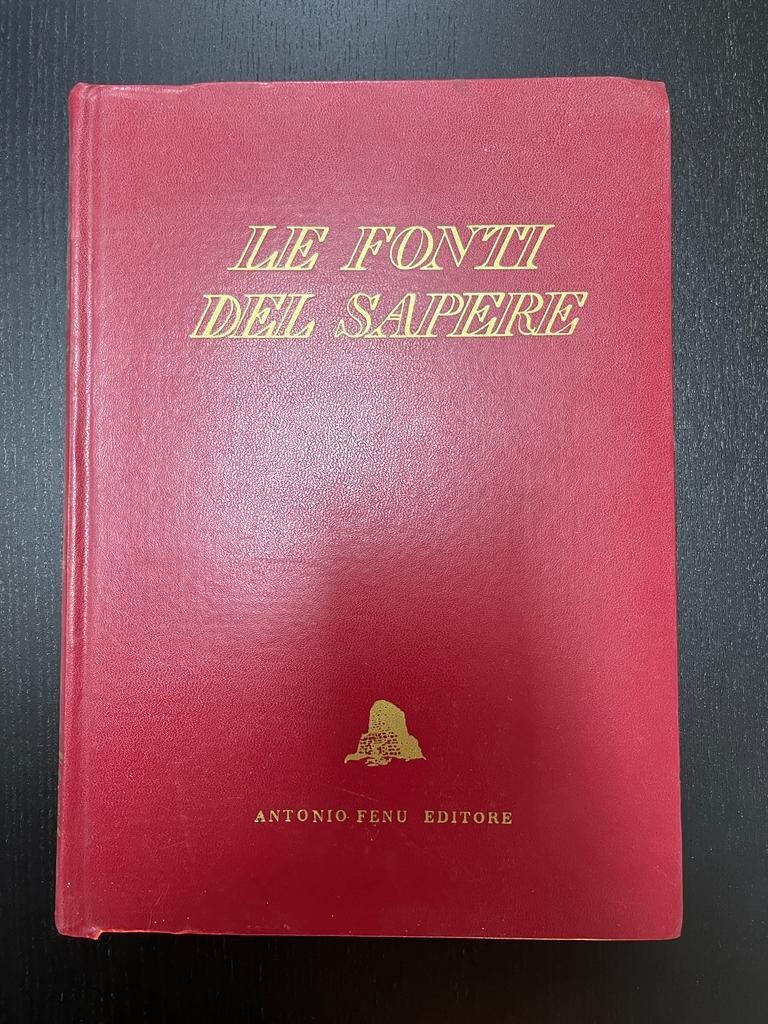 LE FONTI
DEL SAPERE
ANTONIO FENU EDITORE